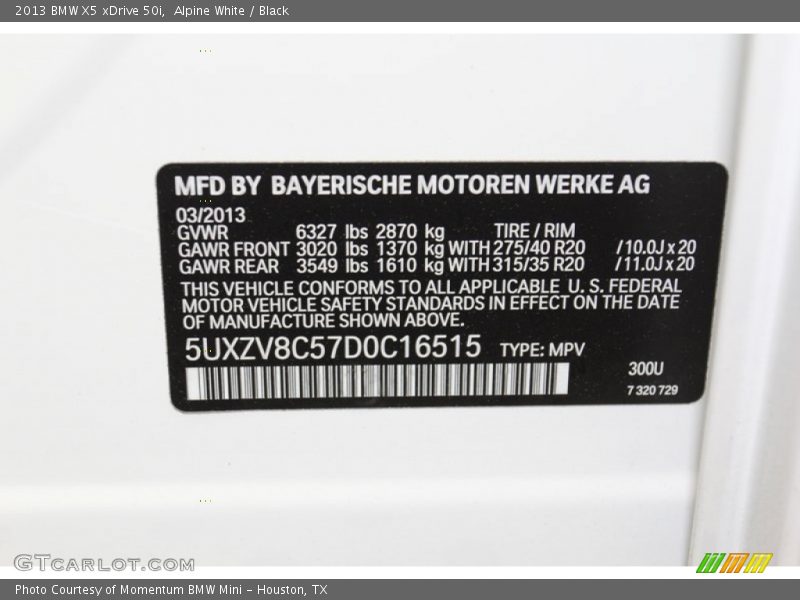 2013 BMW X5 xDrive 50i,  Alpine White / Black
MFD BY BAYERISCHE MOTOREN WERKE AG
03/2013
GVWR 6327 lbs 2870 kg TIRE / RIM
GAWR FRONT 3020 lbs 1370 kg WITH 275/40 R20 /10.0J x 20
GAWR REAR 3549 lbs 1610 kg WITH 315/35 R20 /11.0J x 20
THIS VEHICLE CONFORMS TO ALL APPLICABLE U. S. FEDERAL
MOTOR VEHICLE SAFETY STANDARDS IN EFFECT ON THE DATE
OF MANUFACTURE SHOWN ABOVE.
5UXZV8C57D0C16515 TYPE: MPV
300U
7 320 729
GTCARLOT.COM
Photo Courtesy of Momentum BMW Mini - Houston, TX